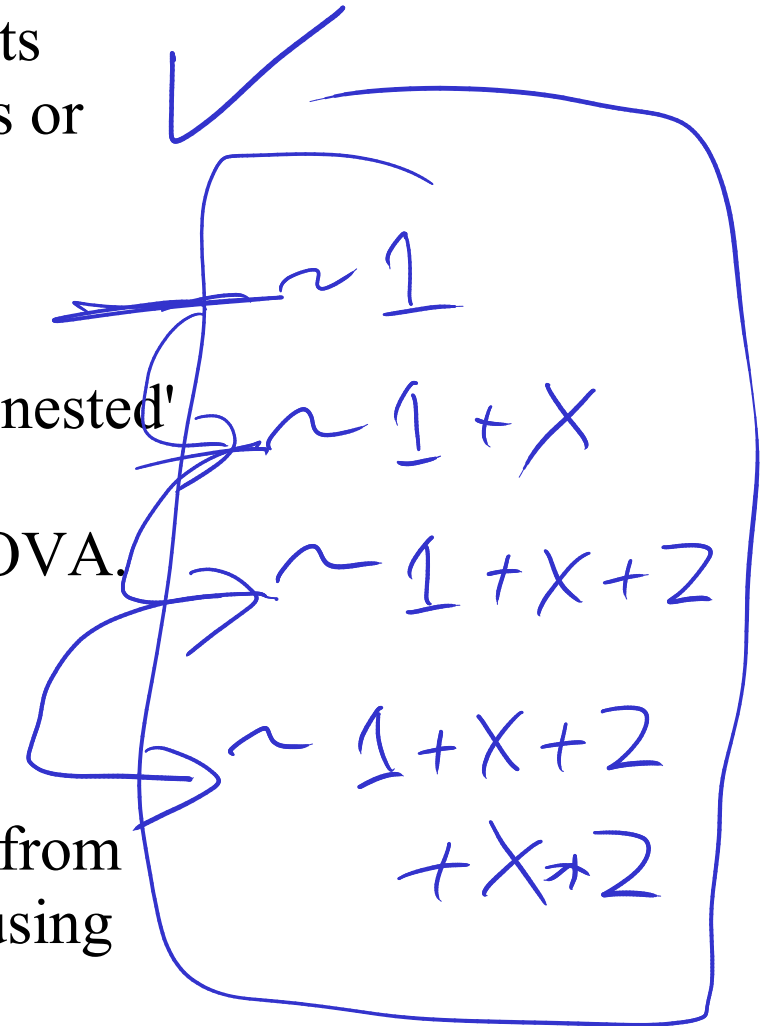 ts
s or
~ 1
nested'
~ 1 + X
OVA.
~ 1 + X + Z
~ 1 + X + Z
from
+ X * Z
using